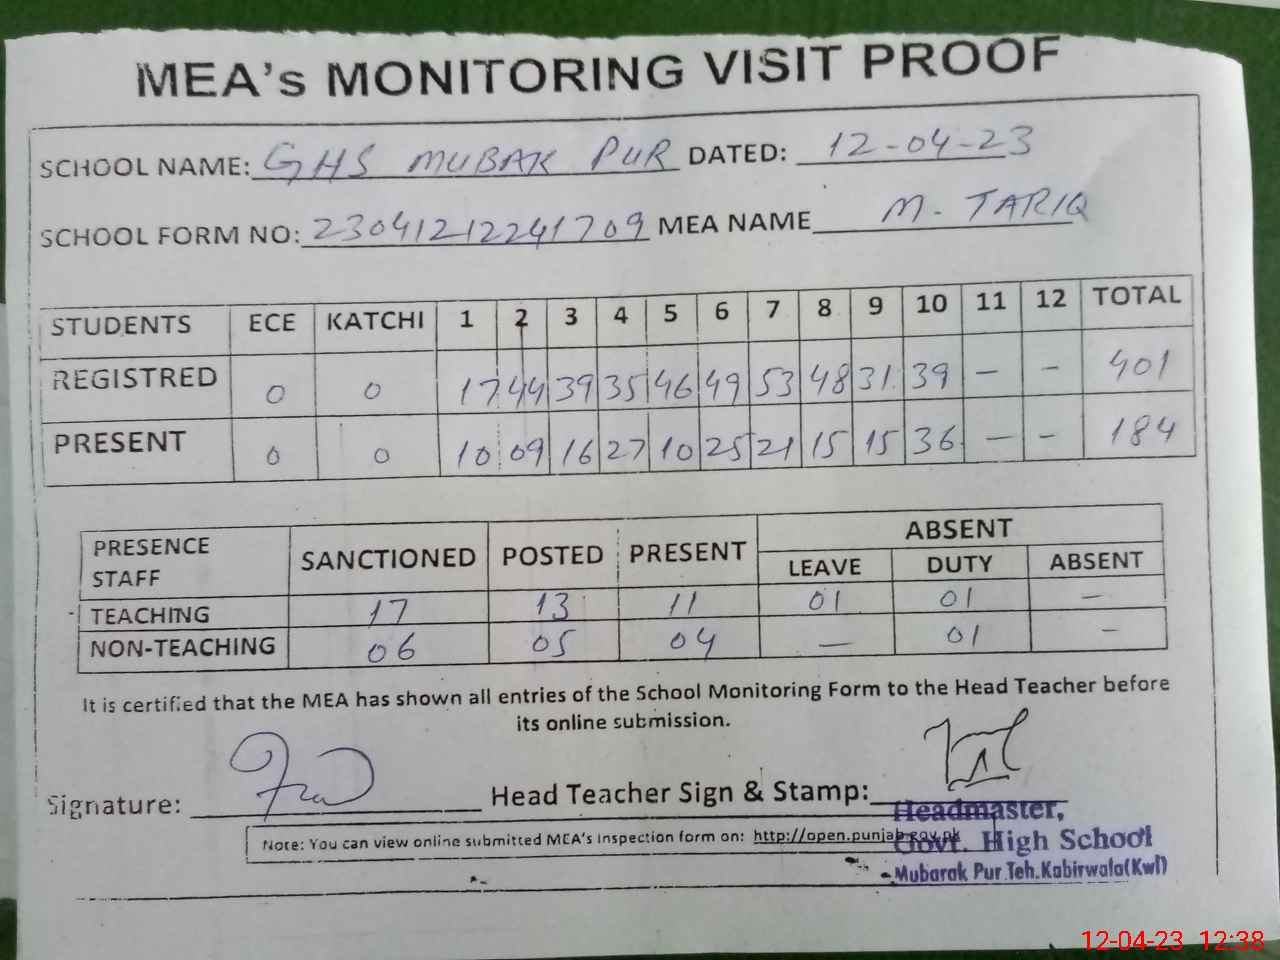 MEA's MONITORING VISIT PROOF
SCHOOL NAME: GHS MUBAK PUR DATED: 12-04-23
SCHOOL FORM NO: 23041212241709 MEA NAME M. TARIQ
STUDENTS ECE KATCHI 1 2 3 4 5 6 7 8 9 10 11 12 TOTAL
REGISTRED 0 0 17 44 39 35 46 49 53 48 31 39 - - 401
PRESENT 0 0 10 09 16 27 10 25 21 15 15 36 - - 184
PRESENCE STAFF SANCTIONED POSTED PRESENT ABSENT
LEAVE DUTY ABSENT
TEACHING 17 13 11 01 01 -
NON-TEACHING 06 05 04 - 01 -
It is certified that the MEA has shown all entries of the School Monitoring Form to the Head Teacher before
its online submission.
Signature: Head Teacher Sign & Stamp:
Headmaster,
Note: You can view online submitted MEA's inspection form on: http://open.punjab.gov.pk
Govt. High School
Mubarak Pur Teh. Kabirwala(Kwl)
12-04-23 12:38